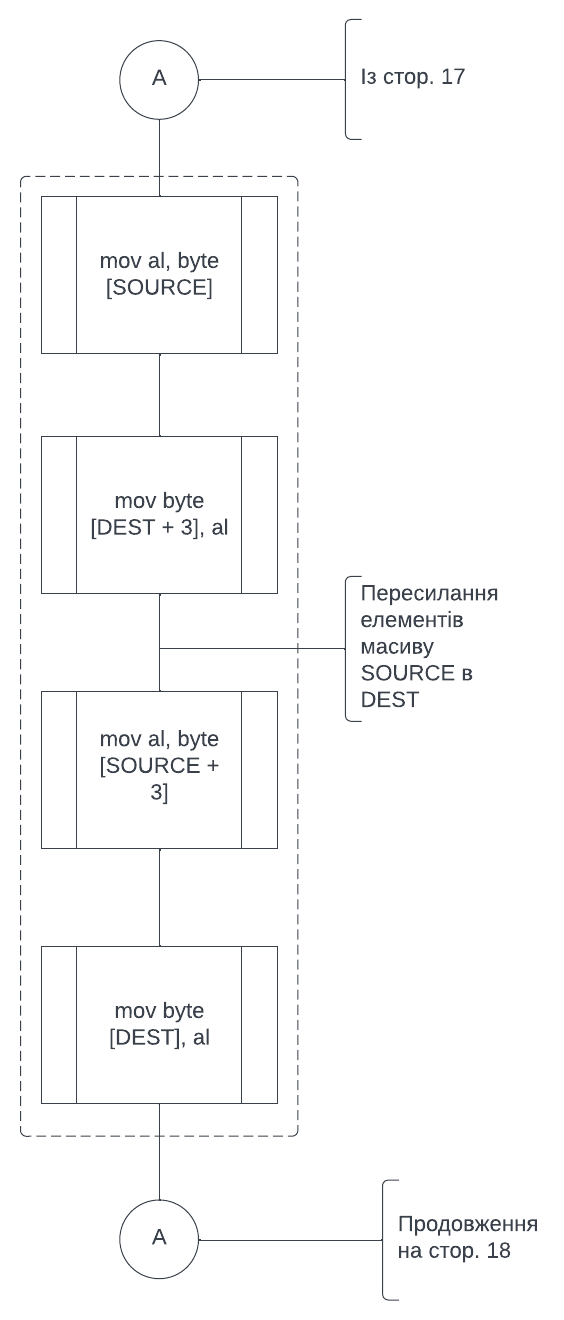 A
Із стор. 17
mov al, byte
[SOURCE]
mov byte
[DEST + 3], al
Пересилання
елементів
масиву
SOURCE в
DEST
mov al, byte
[SOURCE +
3]
mov byte
[DEST], al
A
Продовження
на стор. 18